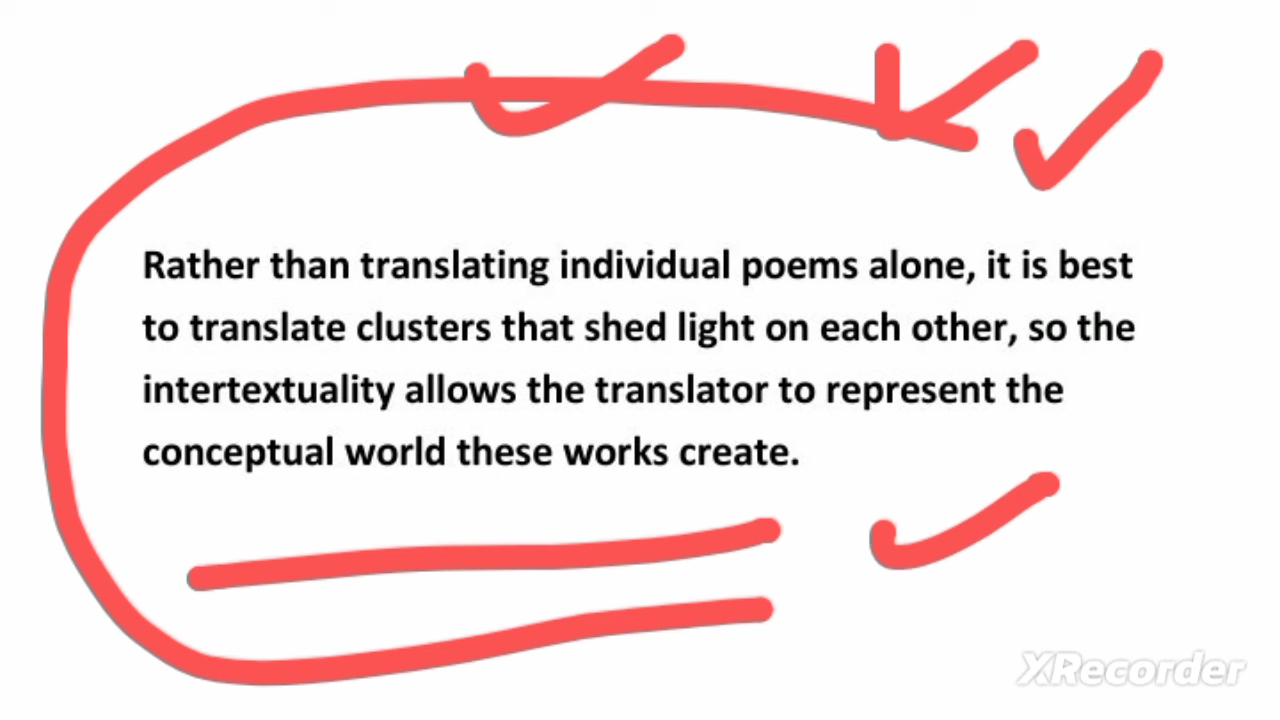 Rather than translating individual poems alone, it is best
to translate clusters that shed light on each other, so the
intertextuality allows the translator to represent the
conceptual world these works create.
XRecorder